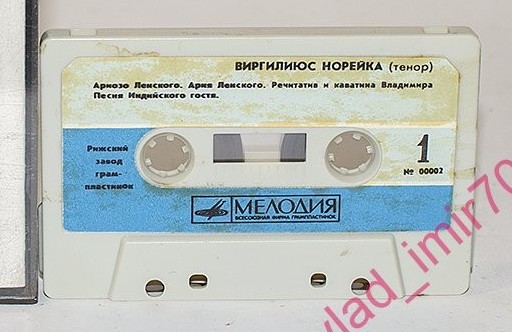 ВИРГИЛИЮС НОРЕЙКА (тенор)
Ариозо Ленского. Ария Ленского. Речитатив и каватина Владимира
Песня Индийского гостя.
Рижский
завод
грам-
пластинок
1
№ 00002
МЕЛОДИЯ
ВСЕСОЮЗНАЯ ФИРМА ГРАМПЛАСТИНОК
vlad_imir70